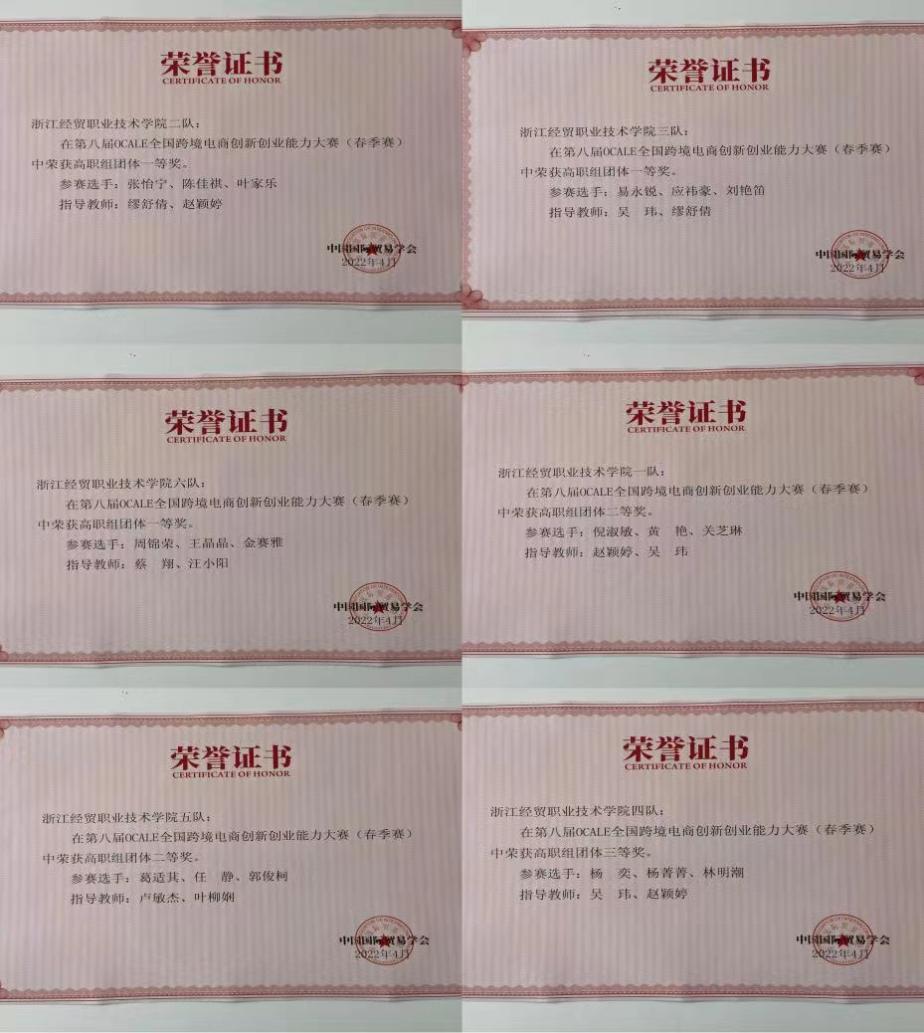 荣誉证书
CERTIFICATE OF HONOR
浙江经贸职业技术学院二队：
在第八届OCALE全国跨境电商创新创业能力大赛（春季赛）
中荣获高职组团体一等奖。
参赛选手：张怡宁、陈佳祺、叶家乐
指导教师：缪舒倩、赵颖婷
中国国际贸易学会
2022年4月
荣誉证书
CERTIFICATE OF HONOR
浙江经贸职业技术学院三队：
在第八届OCALE全国跨境电商创新创业能力大赛（春季赛）
中荣获高职组团体一等奖。
参赛选手：易永锐、应祎豪、刘艳笛
指导教师：吴　玮、缪舒倩
中国国际贸易学会
2022年4月
荣誉证书
CERTIFICATE OF HONOR
浙江经贸职业技术学院六队：
在第八届OCALE全国跨境电商创新创业能力大赛（春季赛）
中荣获高职组团体一等奖。
参赛选手：周锦荣、王晶晶、金赛雅
指导教师：蔡　翔、汪小阳
中国国际贸易学会
2022年4月
荣誉证书
CERTIFICATE OF HONOR
浙江经贸职业技术学院一队：
在第八届OCALE全国跨境电商创新创业能力大赛（春季赛）
中荣获高职组团体二等奖。
参赛选手：倪淑敏、黄　艳、关芝琳
指导教师：赵颖婷、吴　玮
中国国际贸易学会
2022年4月
荣誉证书
CERTIFICATE OF HONOR
浙江经贸职业技术学院五队：
在第八届OCALE全国跨境电商创新创业能力大赛（春季赛）
中荣获高职组团体二等奖。
参赛选手：葛适其、任　静、郭俊柯
指导教师：卢敏杰、叶柳娴
中国国际贸易学会
2022年4月
荣誉证书
CERTIFICATE OF HONOR
浙江经贸职业技术学院四队：
在第八届OCALE全国跨境电商创新创业能力大赛（春季赛）
中荣获高职组团体三等奖。
参赛选手：杨　奕、杨菁菁、林明潮
指导教师：吴　玮、赵颖婷
中国国际贸易学会
2022年4月